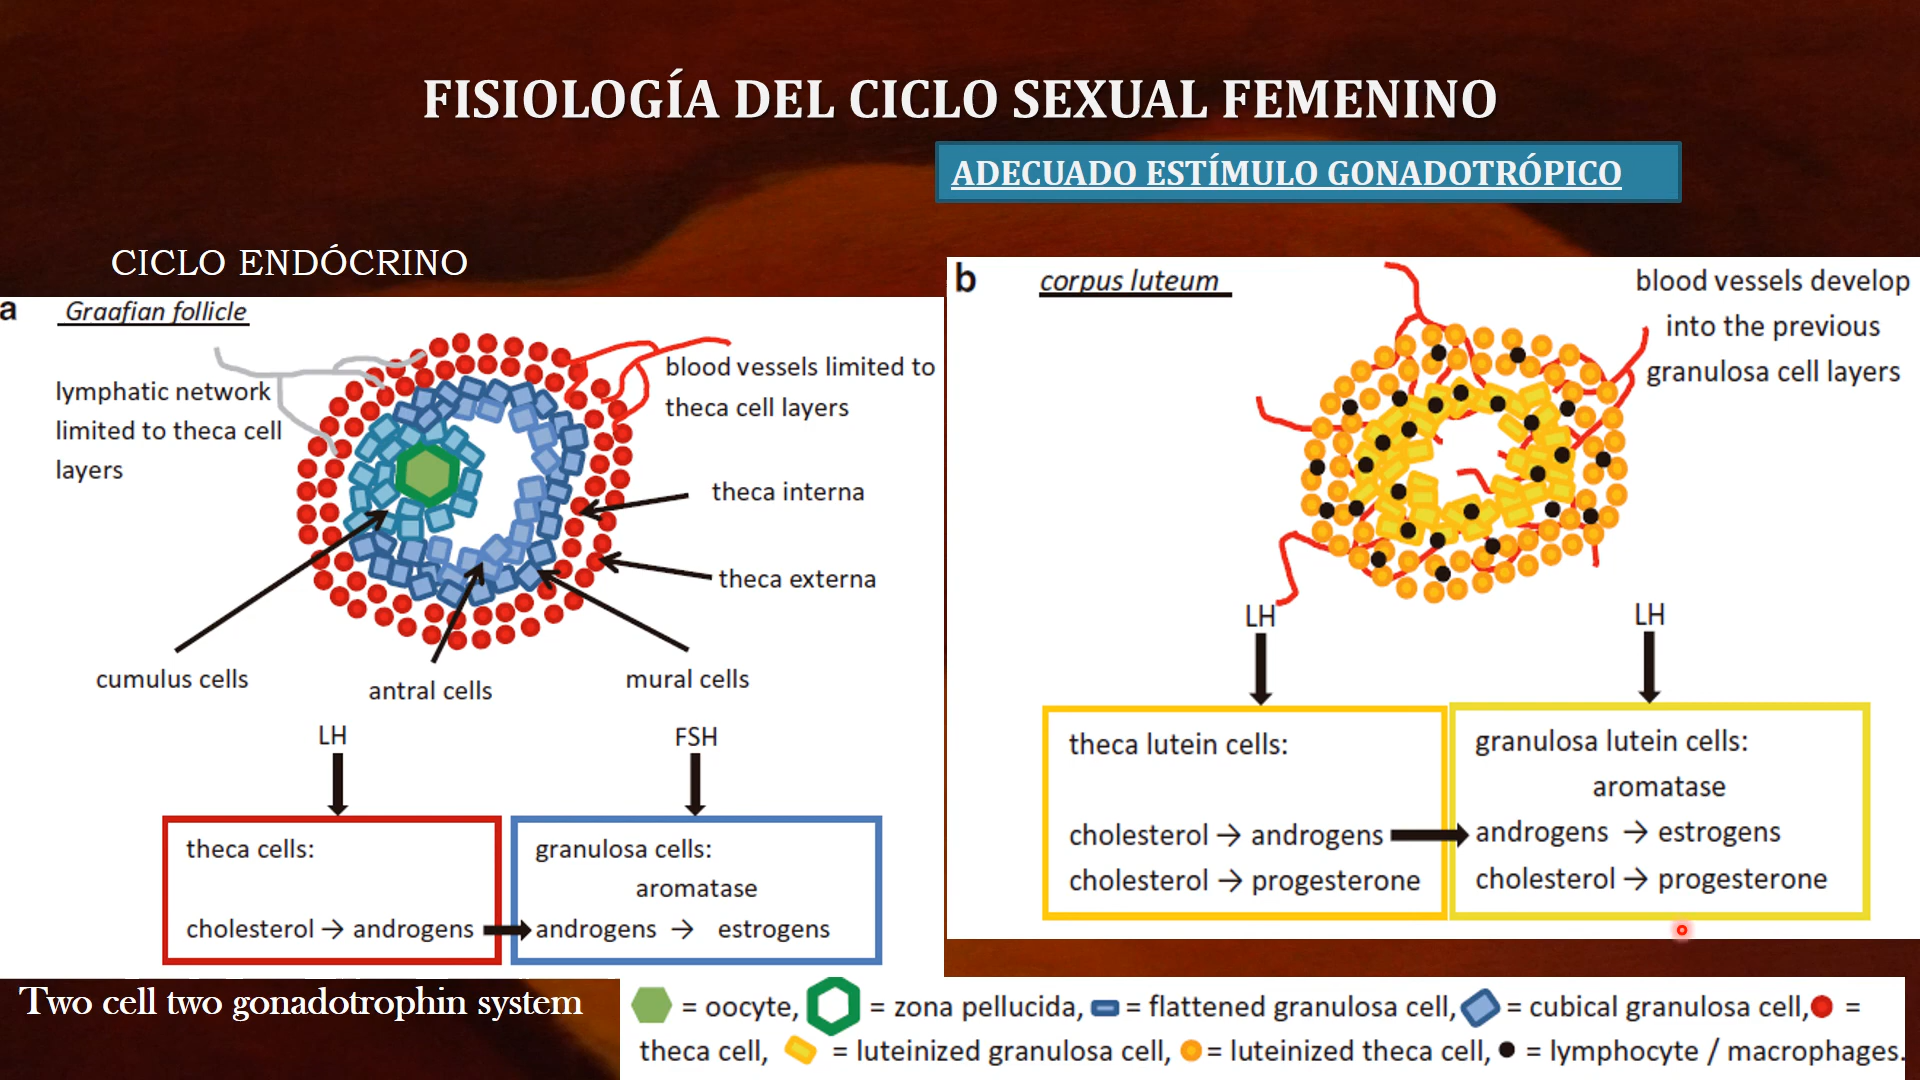 FISIOLOGÍA DEL CICLO SEXUAL FEMENINO
ADECUADO ESTÍMULO GONADOTRÓPICO
CICLO ENDÓCRINO
a
Graafian follicle
lymphatic network
limited to theca cell
layers
blood vessels limited to
theca cell layers
theca interna
theca externa
cumulus cells
antral cells
mural cells
LH
FSH
theca cells:
cholesterol → androgens
granulosa cells:
aromatase
androgens → estrogens
Two cell two gonadotrophin system
b
corpus luteum
blood vessels develop
into the previous
granulosa cell layers
LH
LH
theca lutein cells:
cholesterol → androgens
cholesterol → progesterone
granulosa lutein cells:
aromatase
androgens → estrogens
cholesterol → progesterone
= oocyte, = zona pellucida, = flattened granulosa cell, = cubical granulosa cell, =
theca cell, = luteinized granulosa cell, = luteinized theca cell, = lymphocyte / macrophages.